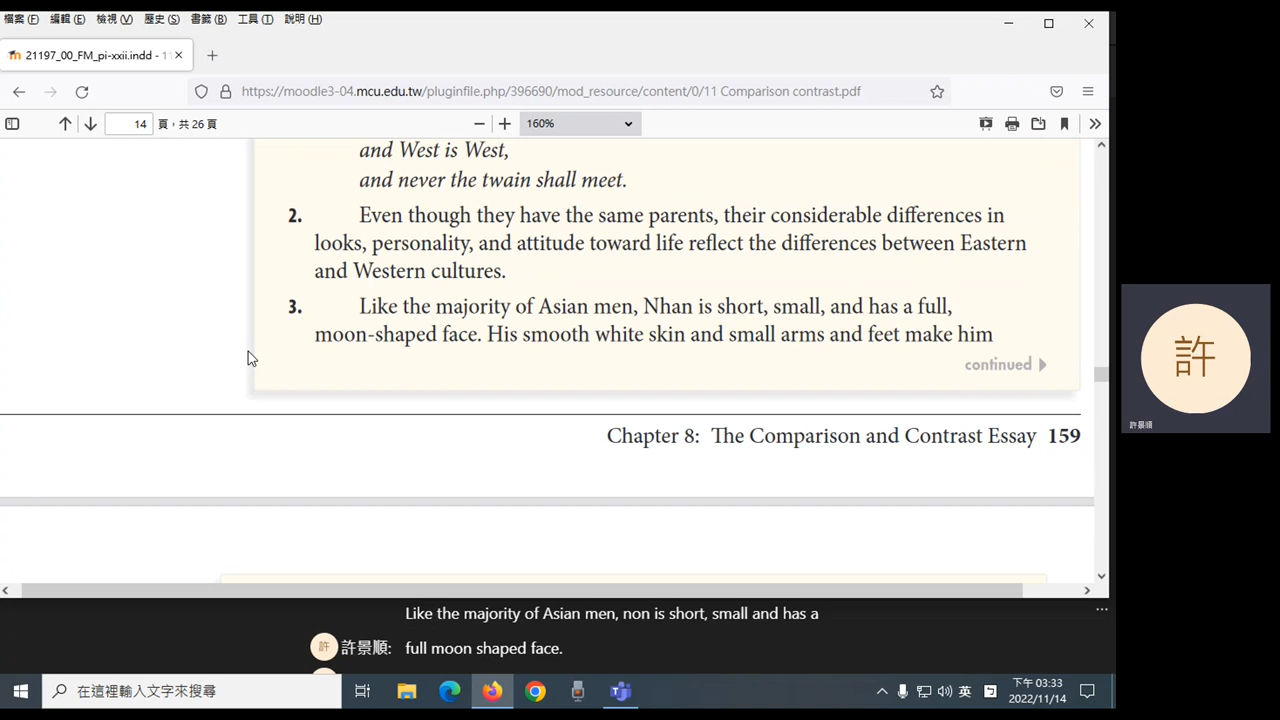 檔案(F) 編輯(E) 檢視(V) 歷史(S) 書籤(B) 工具(T) 說明(H)
21197_00_FM_pi-xxii.indd - 11
https://moodle3-04.mcu.edu.tw/pluginfile.php/396690/mod_resource/content/0/11 Comparison contrast.pdf
14 頁，共 26 頁
160%
and West is West,
and never the twain shall meet.
2. Even though they have the same parents, their considerable differences in
looks, personality, and attitude toward life reflect the differences between Eastern
and Western cultures.
3. Like the majority of Asian men, Nhan is short, small, and has a full,
moon-shaped face. His smooth white skin and small arms and feet make him
continued
Chapter 8: The Comparison and Contrast Essay 159
許
許景順
Like the majority of Asian men, non is short, small and has a
許 許景順: full moon shaped face.
在這裡輸入文字來搜尋
英
下午 03:33
2022/11/14